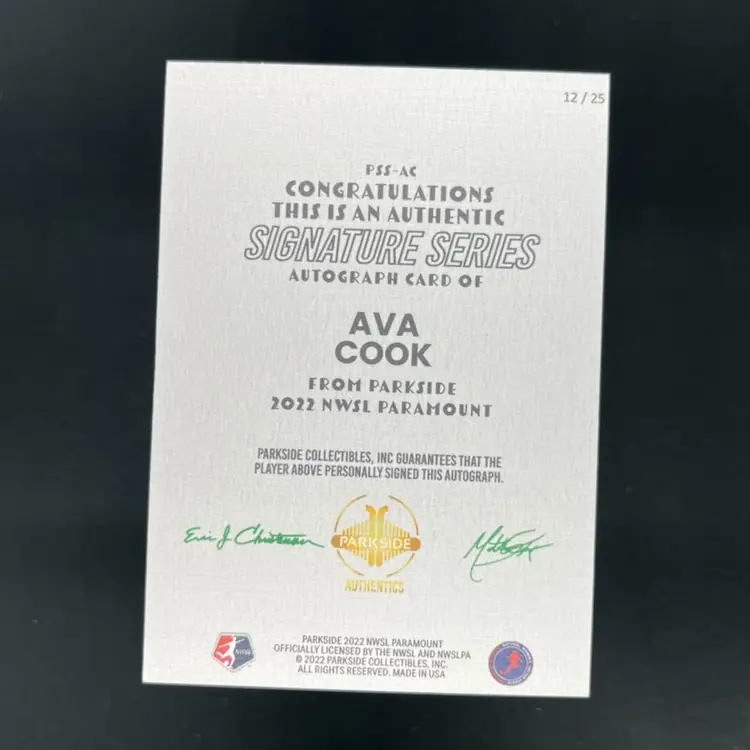 12 / 25
PSS-AC
CONGRATULATIONS
THIS IS AN AUTHENTIC
SIGNATURE SERIES
AUTOGRAPH CARD OF
AVA
COOK
FROM PARKSIDE
2022 NWSL PARAMOUNT
PARKSIDE COLLECTIBLES, INC GUARANTEES THAT THE
PLAYER ABOVE PERSONALLY SIGNED THIS AUTOGRAPH.
PARKSIDE
AUTHENTICS
PARKSIDE 2022 NWSL PARAMOUNT
OFFICIALLY LICENSED BY THE NWSL AND NWSLPA
© 2022 PARKSIDE COLLECTIBLES, INC.
ALL RIGHTS RESERVED. MADE IN USA